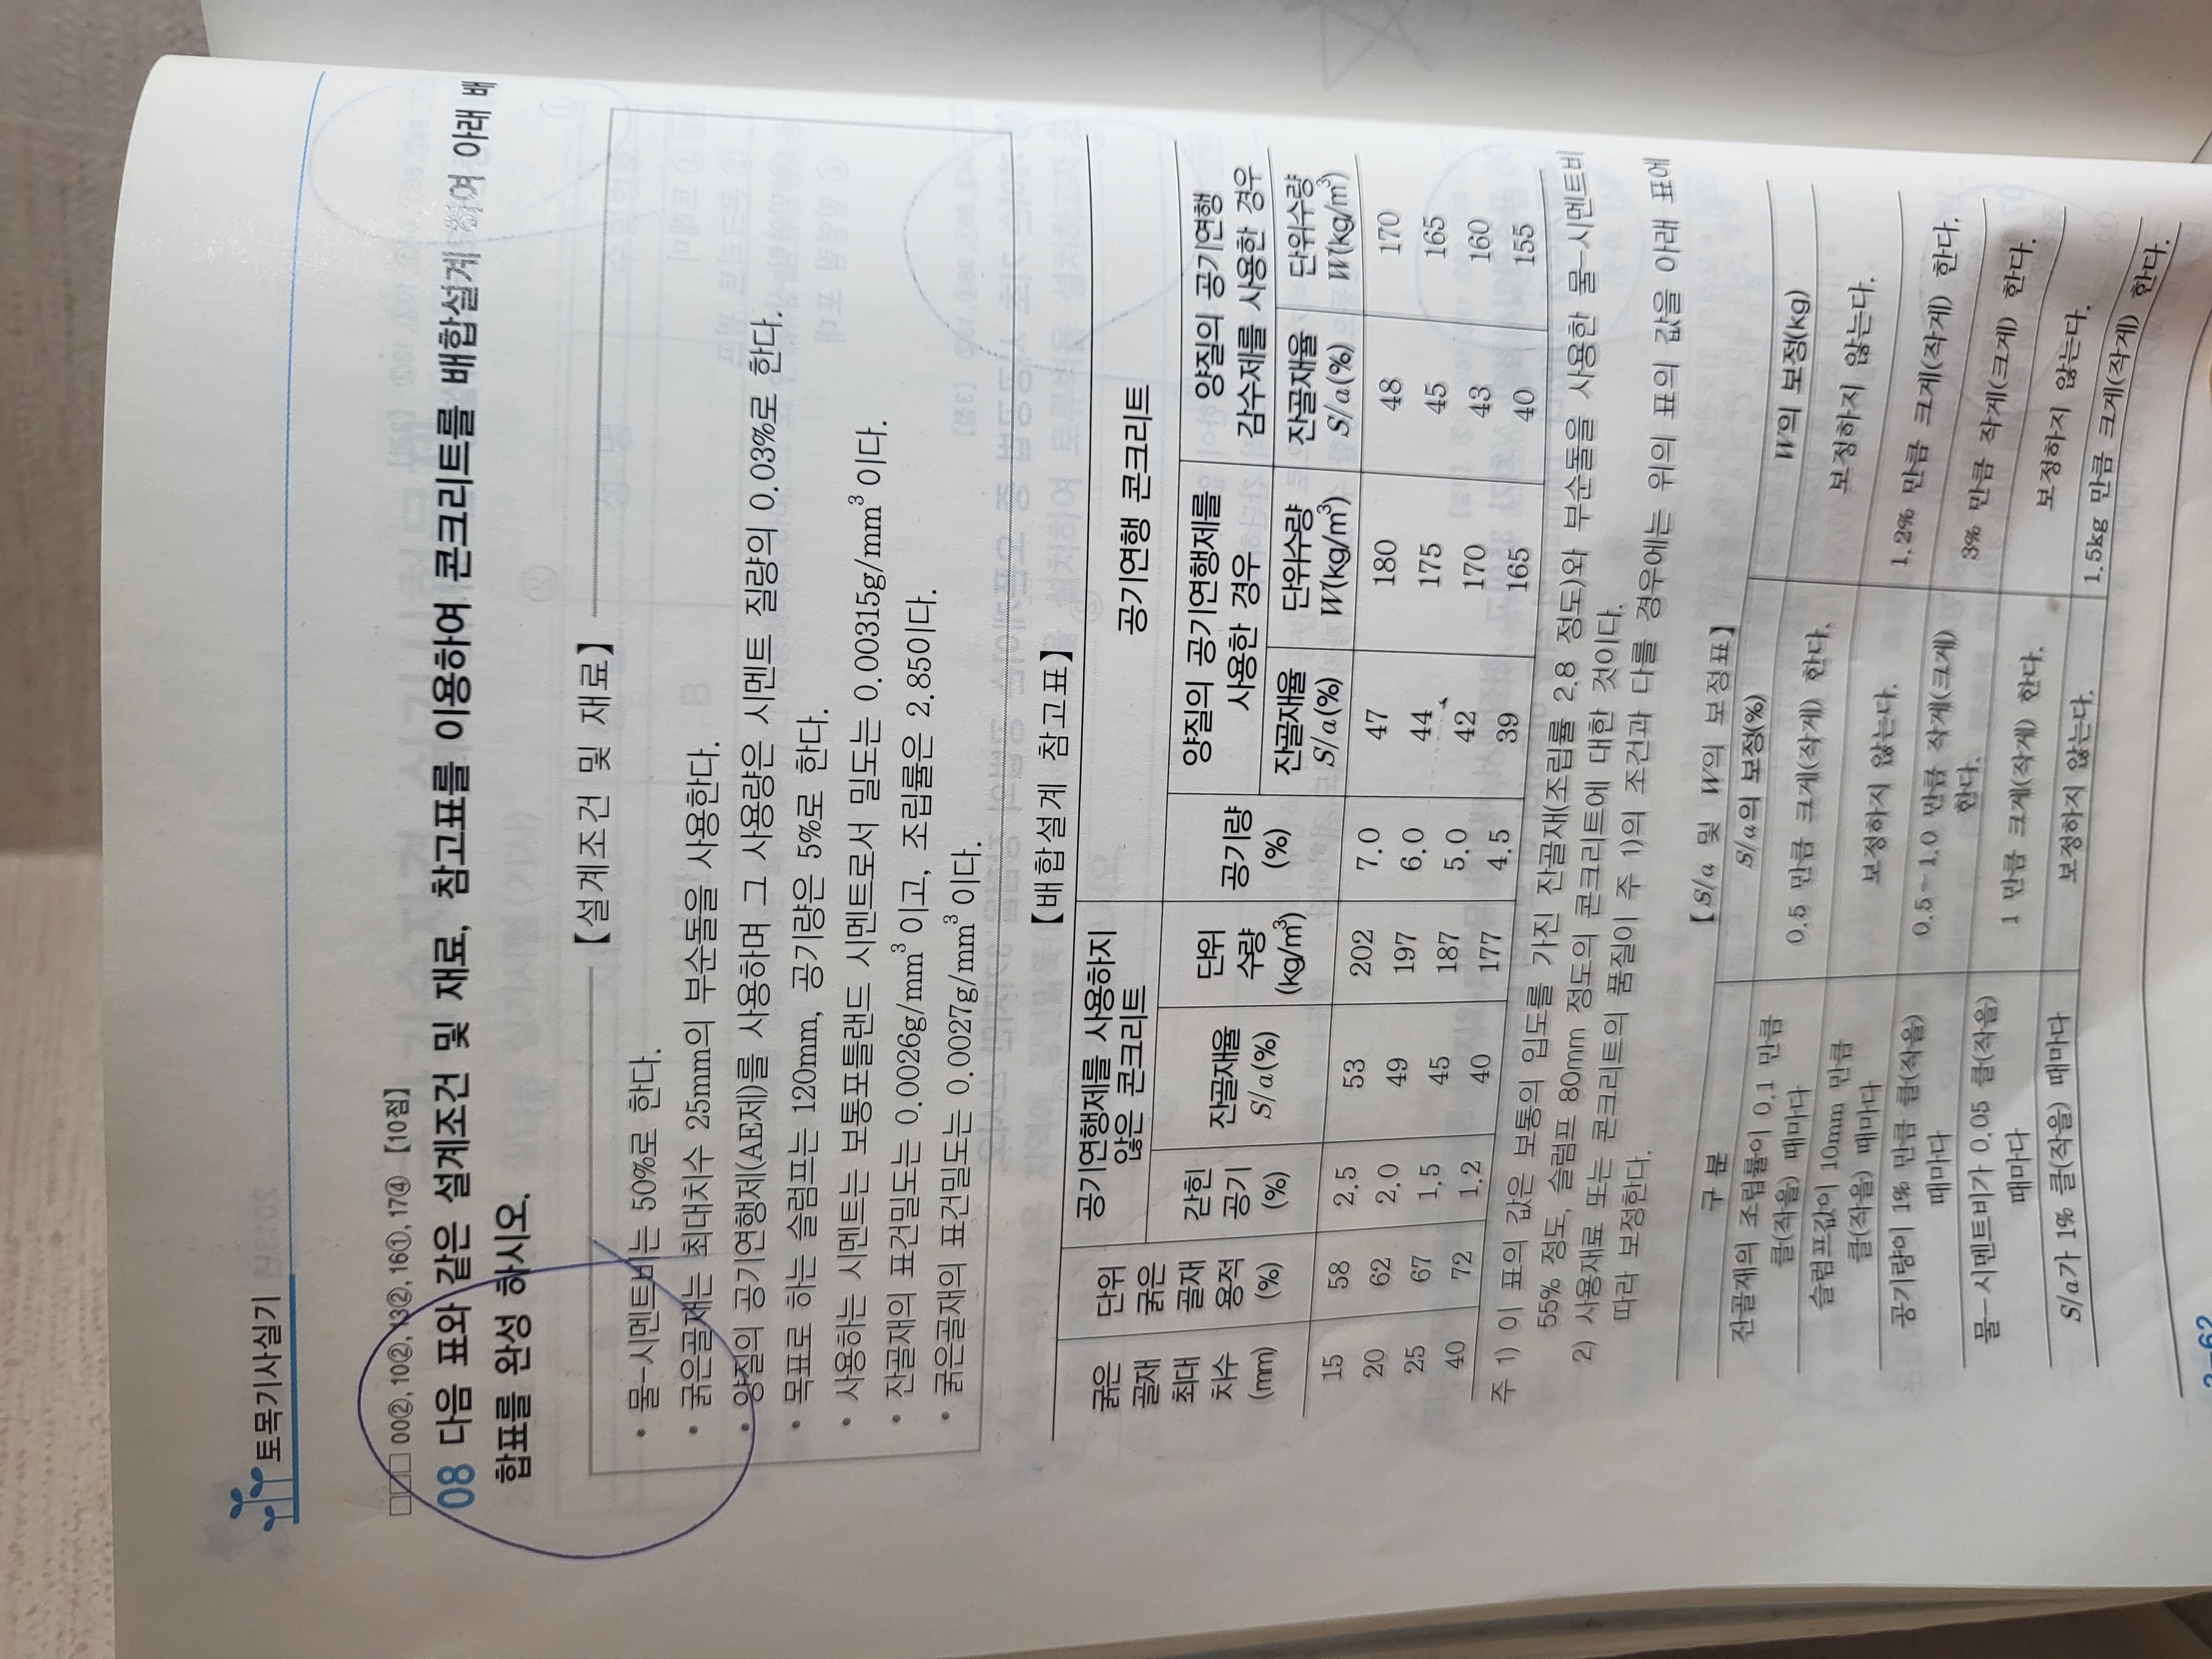 토목기사실기
□□□ 00②, 10②, 13②, 16①, 17④ 【10점】
08 다음 표와 같은 설계조건 및 재료, 참고표를 이용하여 콘크리트를 배합설계하여 아래 배
합표를 완성 하시오.
【설계조건 및 재료】
• 물-시멘트비는 50%로 한다.
• 굵은골재는 최대치수 25mm의 부순돌을 사용한다.
• 양질의 공기연행제(AE제)를 사용하며 그 사용량은 시멘트 질량의 0.03%로 한다.
• 목표로 하는 슬럼프는 120mm, 공기량은 5%로 한다.
• 사용하는 시멘트는 보통포틀랜드 시멘트로서 밀도는 0.00315g/mm³이다.
• 잔골재의 표건밀도는 0.0026g/mm³이고, 조립률은 2.85이다.
• 굵은골재의 표건밀도는 0.0027g/mm³이다.
【배합설계 참고표】
굵은 골재 최대 치수 (mm)
단위 굵은 골재 용적 (%)
공기연행제를 사용하지 않은 콘크리트
공기연행 콘크리트
갇힌 공기 (%)
잔골재율 S/a(%)
단위 수량 (kg/m³)
공기량 (%)
양질의 공기연행제를 사용한 경우
양질의 공기연행 감수제를 사용한 경우
잔골재율 S/a(%)
단위수량 W(kg/m³)
잔골재율 S/a(%)
단위수량 W(kg/m³)
15 58 2.5 53 202 7.0 47 180 48 170
20 62 2.0 49 197 6.0 44 175 45 165
25 67 1.5 45 187 5.0 42 170 43 160
40 72 1.2 40 177 4.5 39 165 40 155
주 1) 이 표의 값은 보통의 입도를 가진 잔골재(조립률 2.8 정도)와 부순돌을 사용한 물-시멘트비
55% 정도, 슬럼프 80mm 정도의 콘크리트에 대한 것이다.
2) 사용재료 또는 콘크리트의 품질이 주 1)의 조건과 다를 경우에는 위의 표의 값을 아래 표에
따라 보정한다.
【S/a 및 W의 보정표】
구 분 S/a의 보정(%) W의 보정(kg)
잔골재의 조립률이 0.1 만큼 클(작을) 때마다 0.5 만큼 크게(작게) 한다. 보정하지 않는다.
슬럼프값이 10mm 만큼 클(작을) 때마다 보정하지 않는다. 1.2% 만큼 크게(작게) 한다.
공기량이 1% 만큼 클(작을) 때마다 0.5~1.0 만큼 작게(크게) 한다. 3% 만큼 작게(크게) 한다.
물-시멘트비가 0.05 클(작을) 때마다 1 만큼 크게(작게) 한다. 보정하지 않는다.
S/a가 1% 클(작을) 때마다 보정하지 않는다. 1.5kg 만큼 크게(작게) 한다.